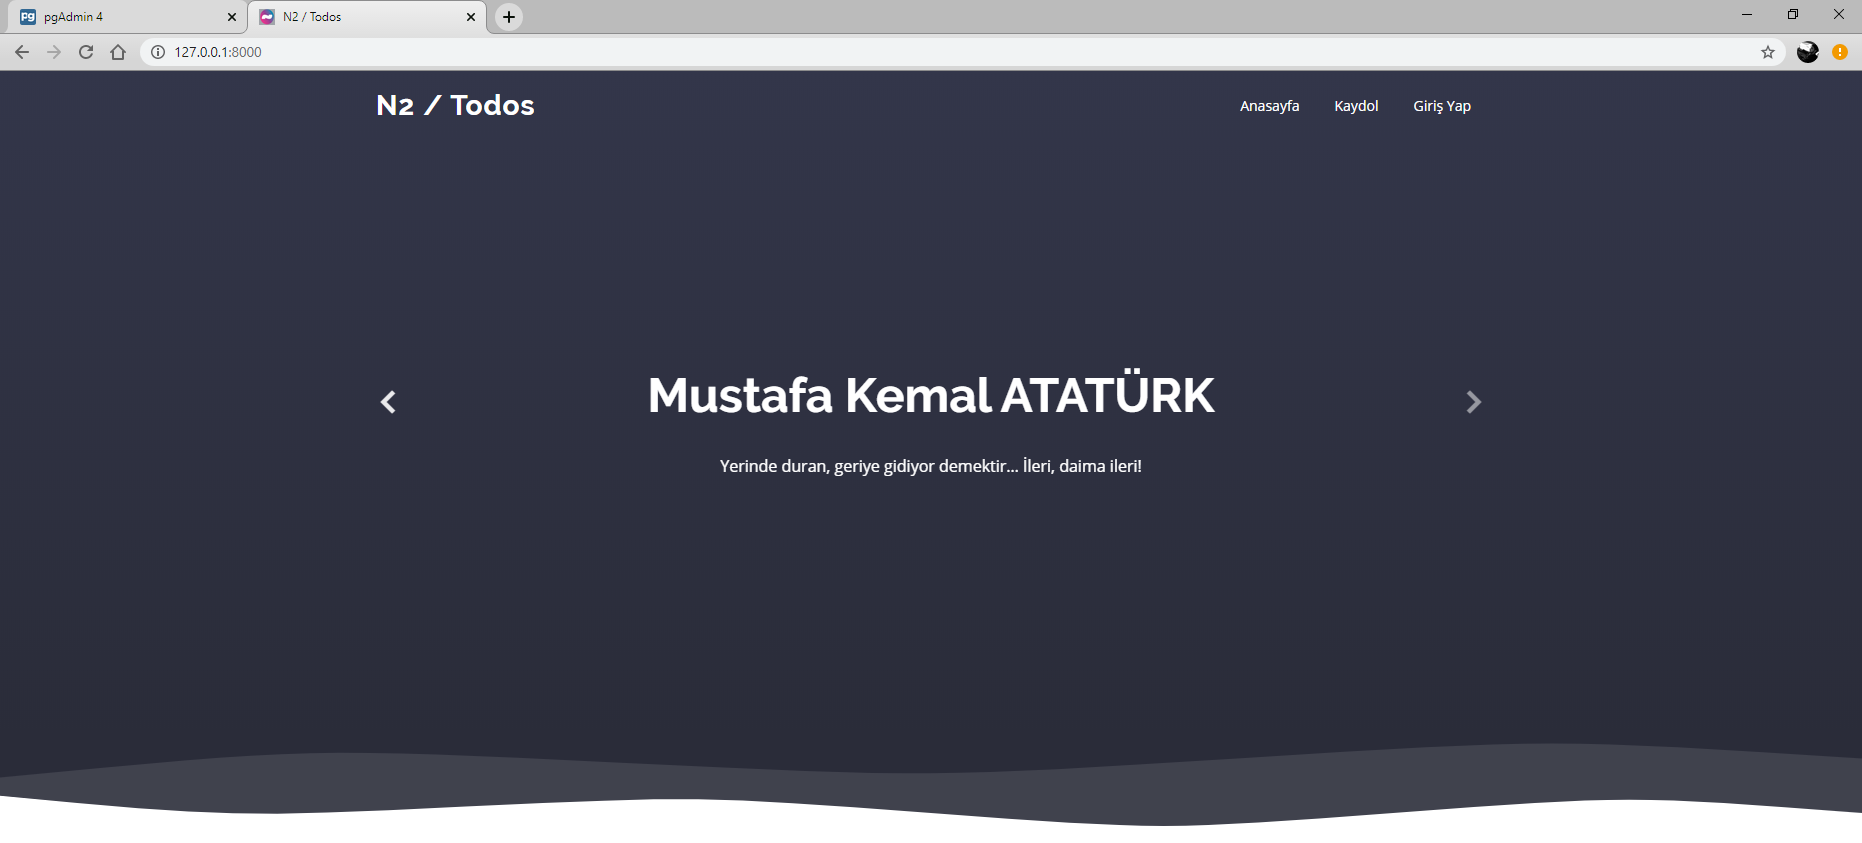 pgAdmin 4
N2 / Todos
127.0.0.1:8000
N2 / Todos
Anasayfa
Kaydol
Giriş Yap
Mustafa Kemal ATATÜRK
Yerinde duran, geriye gidiyor demektir... İleri, daima ileri!